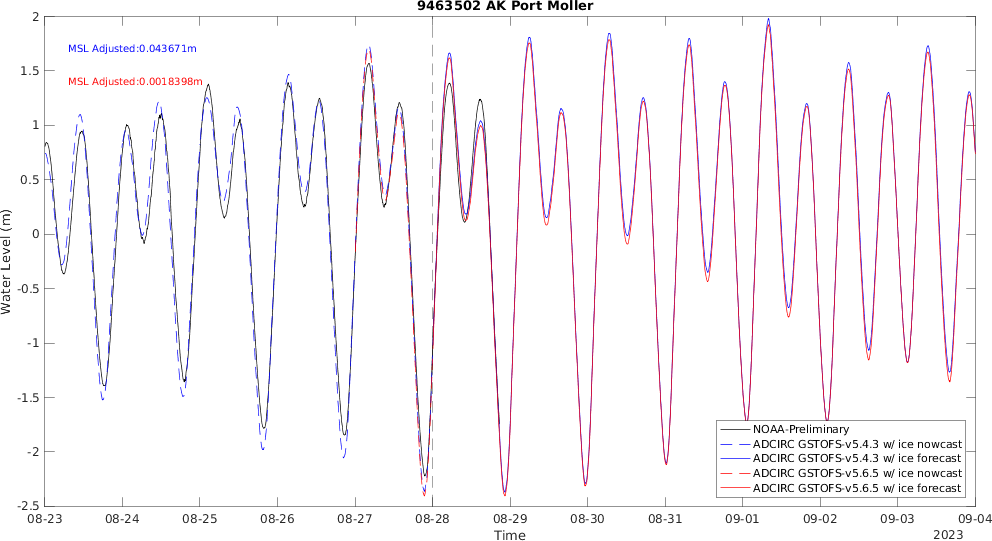 9463502 AK Port Moller
MSL Adjusted:0.043671m
MSL Adjusted:0.0018398m
Water Level (m)
2
1.5
1
0.5
0
-0.5
-1
-1.5
-2
-2.5
NOAA-Preliminary
ADCIRC GSTOFS-v5.4.3 w/ ice nowcast
ADCIRC GSTOFS-v5.4.3 w/ ice forecast
ADCIRC GSTOFS-v5.6.5 w/ ice nowcast
ADCIRC GSTOFS-v5.6.5 w/ ice forecast
08-23 08-24 08-25 08-26 08-27 08-28 08-29 08-30 08-31 09-01 09-02 09-03 09-04
Time
2023